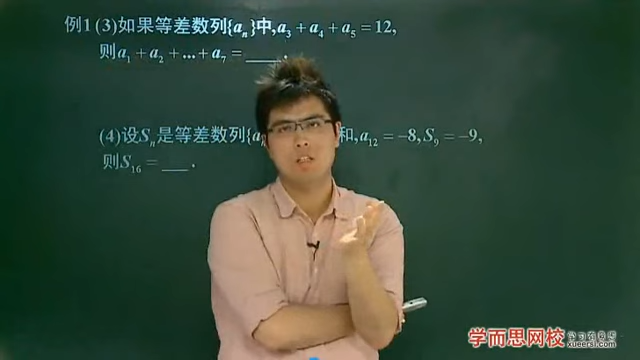 例1 (3)如果等差数列{aₙ}中,a₃ + a₄ + a₅ = 12,
则a₁ + a₂ + ... + a₇ = ____.
(4)设Sₙ是等差数列{a 和,a₁₂ = –8, S₉ = –9,
则S₁₆ = ___.
学而思网校
xueersi.com